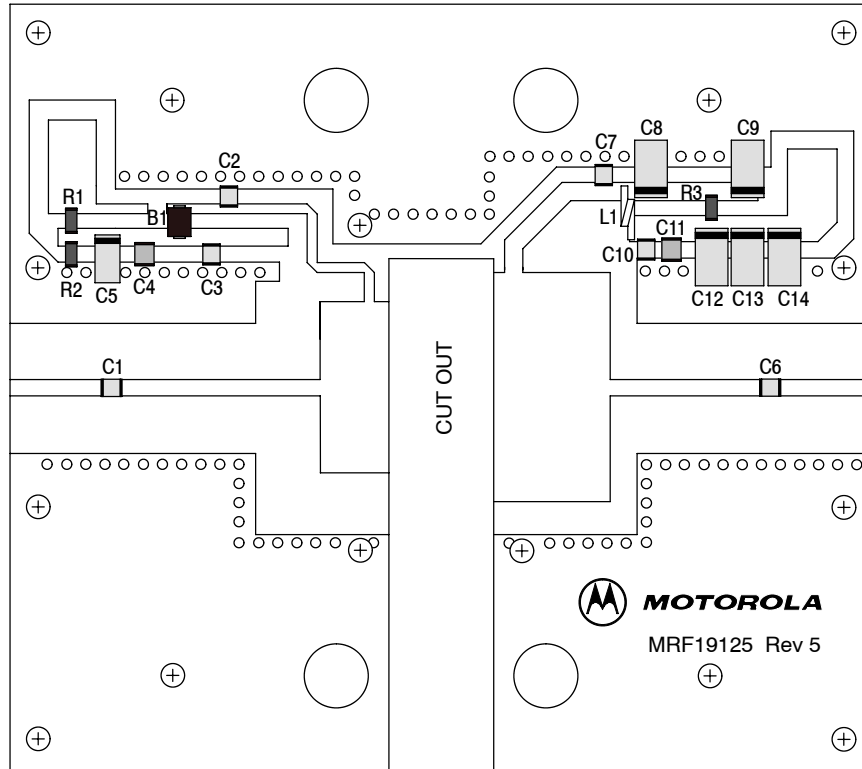 C2
C7
C8
C9
R1
B1
R3
L1
C11
R2
C5
C4
C3
C10
C12
C13
C14
C1
C6
CUT OUT
MOTOROLA
MRF19125 Rev 5